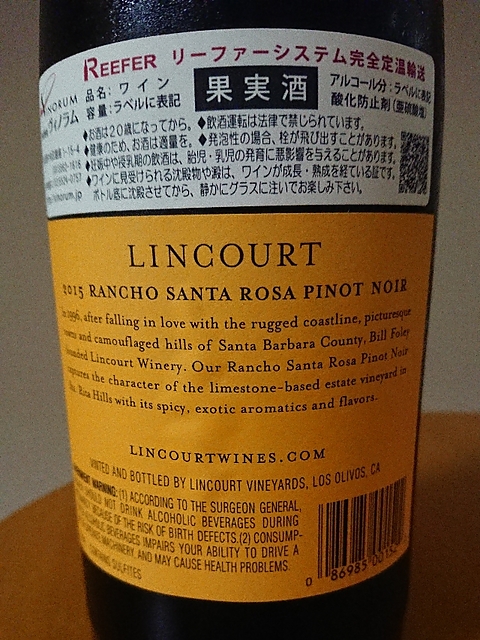 REEFER リーファーシステム完全定温輸送
品名: ワイン 果実酒 アルコール分: ラベルに表記
容量: ラベルに表記 酸化防止剤(亜硫酸塩)
◆お酒は20歳になってから。 ◆飲酒運転は法律で禁じられています。
◆健康のため、お酒は適量を。 ◆発泡性の場合、栓が飛び出すことがあります。
◆妊娠中や授乳期の飲酒は、胎児・乳児の発育に悪影響を与えることがあります。
◆ワインに見受けられる沈殿物や澱は、ワインが成長・熟成を経ている証です。
ボトル底に沈殿させてから、静かにグラスに注いでお楽しみ下さい。
LINCOURT
2015 RANCHO SANTA ROSA PINOT NOIR
in 1996, after falling in love with the rugged coastline, picturesque
and camouflaged hills of Santa Barbara County, Bill Foley
Lincourt Winery. Our Rancho Santa Rosa Pinot Noir
the character of the limestone-based estate vineyard in
Rita Hills with its spicy, exotic aromatics and flavors.
LINCOURTWINES.COM
VINTED AND BOTTLED BY LINCOURT VINEYARDS, LOS OLIVOS, CA
WARNING: (1) ACCORDING TO THE SURGEON GENERAL,
SHOULD NOT DRINK ALCOHOLIC BEVERAGES DURING
BECAUSE OF THE RISK OF BIRTH DEFECTS. (2) CONSUMP-
BEVERAGES IMPAIRS YOUR ABILITY TO DRIVE A
MACHINERY, AND MAY CAUSE HEALTH PROBLEMS.
SULFITES
0 86985